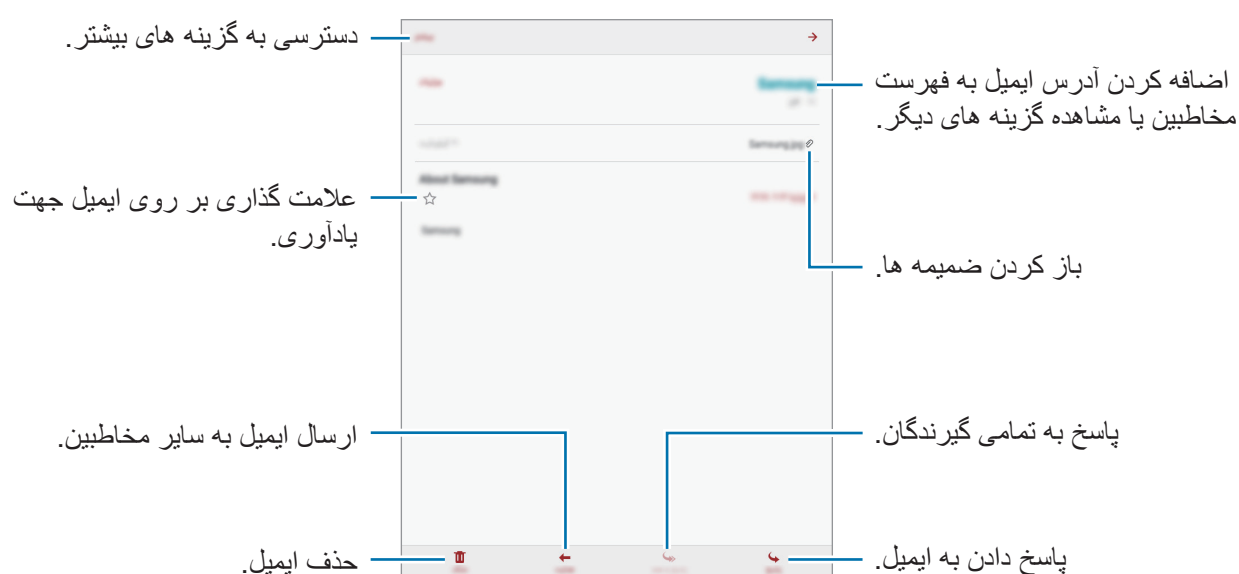 دسترسی به گزینه های بیشتر.
اضافه کردن آدرس ایمیل به فهرست
مخاطبین یا مشاهده گزینه های دیگر.
Samsung
Samsung.jpg
About Samsung
علامت گذاری بر روی ایمیل جهت
یادآوری.
Samsung
باز کردن ضمیمه ها.
پاسخ به تمامی گیرندگان.
ارسال ایمیل به سایر مخاطبین.
پاسخ دادن به ایمیل.
حذف ایمیل.